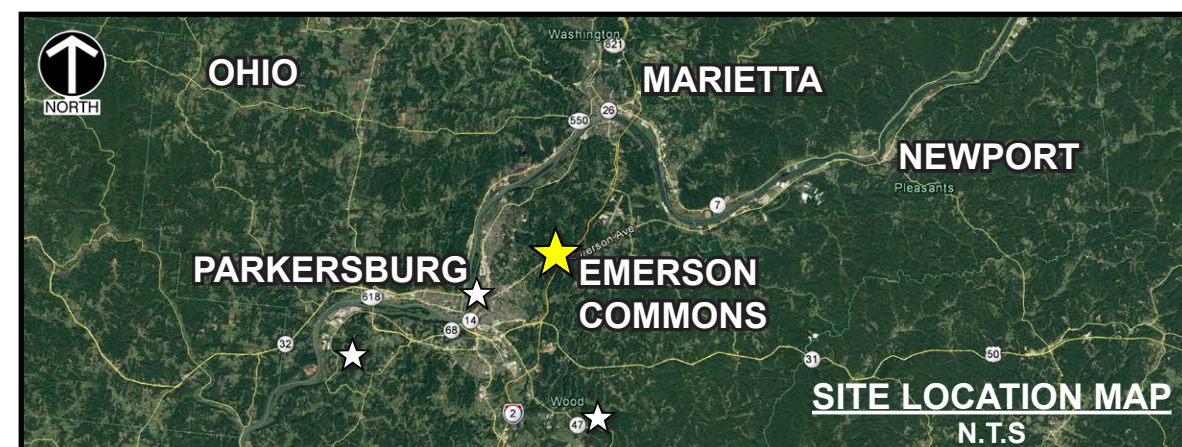 Washington
821
OHIO
MARIETTA
NORTH
26
550
NEWPORT
Pleasants
7
PARKERSBURG
EMERSON
COMMONS
618
14
68
32
31
50
SITE LOCATION MAP
Wood
2
47
N.T.S